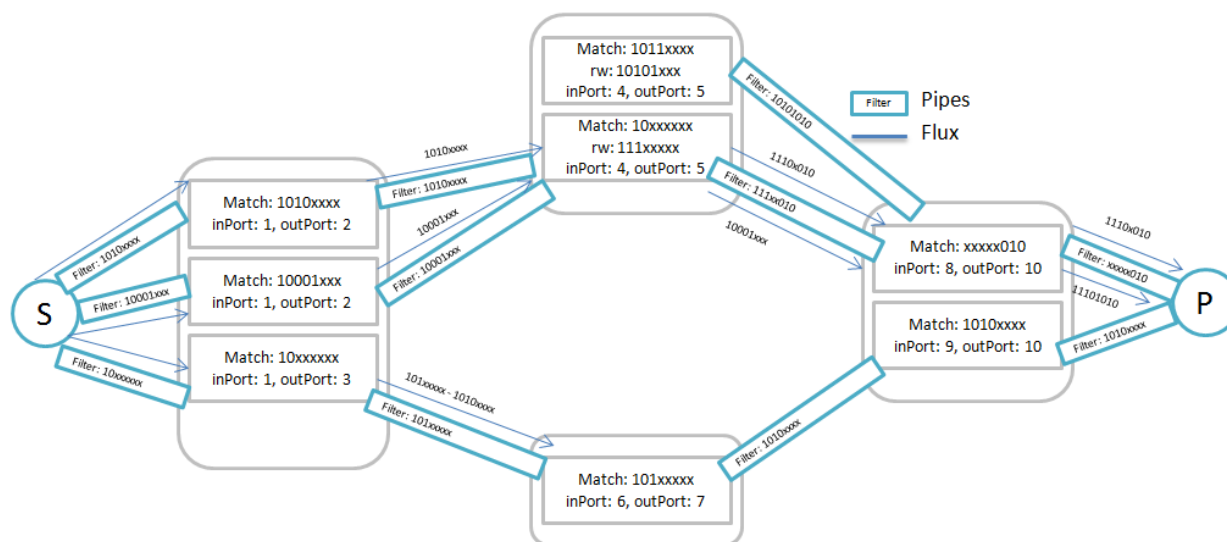 Match: 1011xxxx
rw: 10101xxx
inPort: 4, outPort: 5
Match: 10xxxxxx
rw: 111xxxxx
inPort: 4, outPort: 5
Filter: 10101010
Filter Pipes
Flux
1010xxxx
Filter: 1010xxxx
10001xxx
Filter: 10001xxx
1110x010
Filter: 111xx010
10001xxx
Match: 1010xxxx
inPort: 1, outPort: 2
Match: 10001xxx
inPort: 1, outPort: 2
Match: 10xxxxxx
inPort: 1, outPort: 3
Filter: 1010xxxx
Filter: 10001xxx
Filter: 10xxxxxx
S
Match: xxxxx010
inPort: 8, outPort: 10
Match: 1010xxxx
inPort: 9, outPort: 10
1110x010
Filter: xxxxx010
11101010
Filter: 1010xxxx
P
101xxxxx - 1010xxxx
Filter: 101xxxxx
Filter: 1010xxxx
Match: 101xxxxx
inPort: 6, outPort: 7